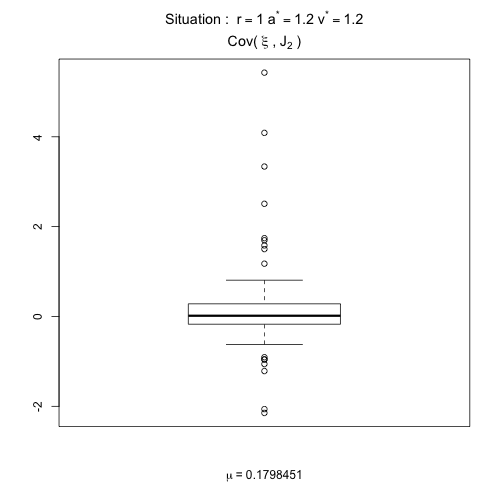 Situation : r = 1 a* = 1.2 v* = 1.2
Cov( ξ , J₂ )
4
2
0
-2
μ = 0.1798451